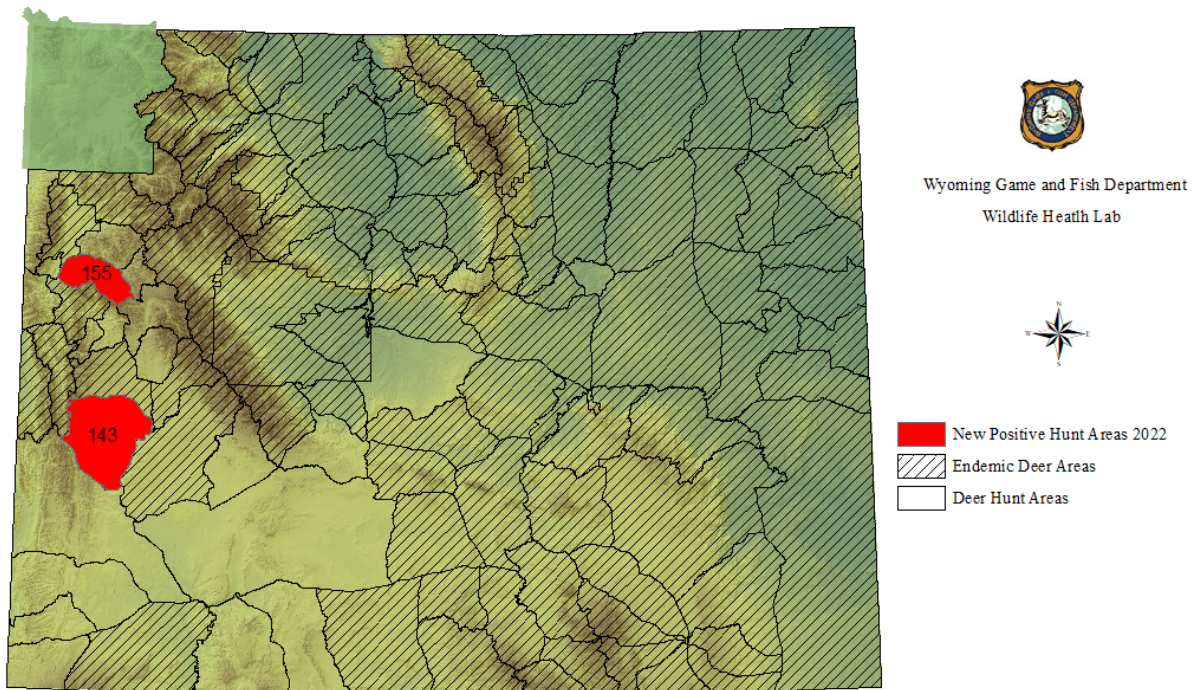 155
143
Wyoming Game and Fish Department
Wildlife Heatlh Lab
N
W
E
S
New Positive Hunt Areas 2022
Endemic Deer Areas
Deer Hunt Areas